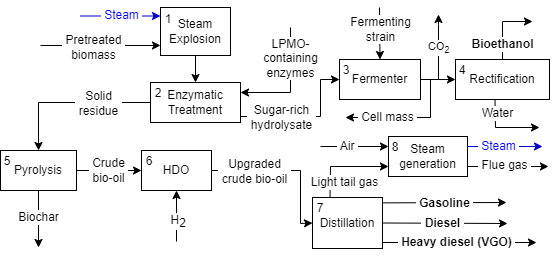 Steam
1
Steam
Explosion
Pretreated
biomass
LPMO-
containing
enzymes
Fermenting
strain
CO2
Bioethanol
3
Fermenter
4
Rectification
2
Enzymatic
Treatment
Solid
residue
Sugar-rich
hydrolysate
Cell mass
Water
5
Pyrolysis
Crude
bio-oil
6
HDO
Upgraded
crude bio-oil
Air
8
Steam
generation
Steam
Flue gas
Light tail gas
Biochar
H2
7
Distillation
Gasoline
Diesel
Heavy diesel (VGO)